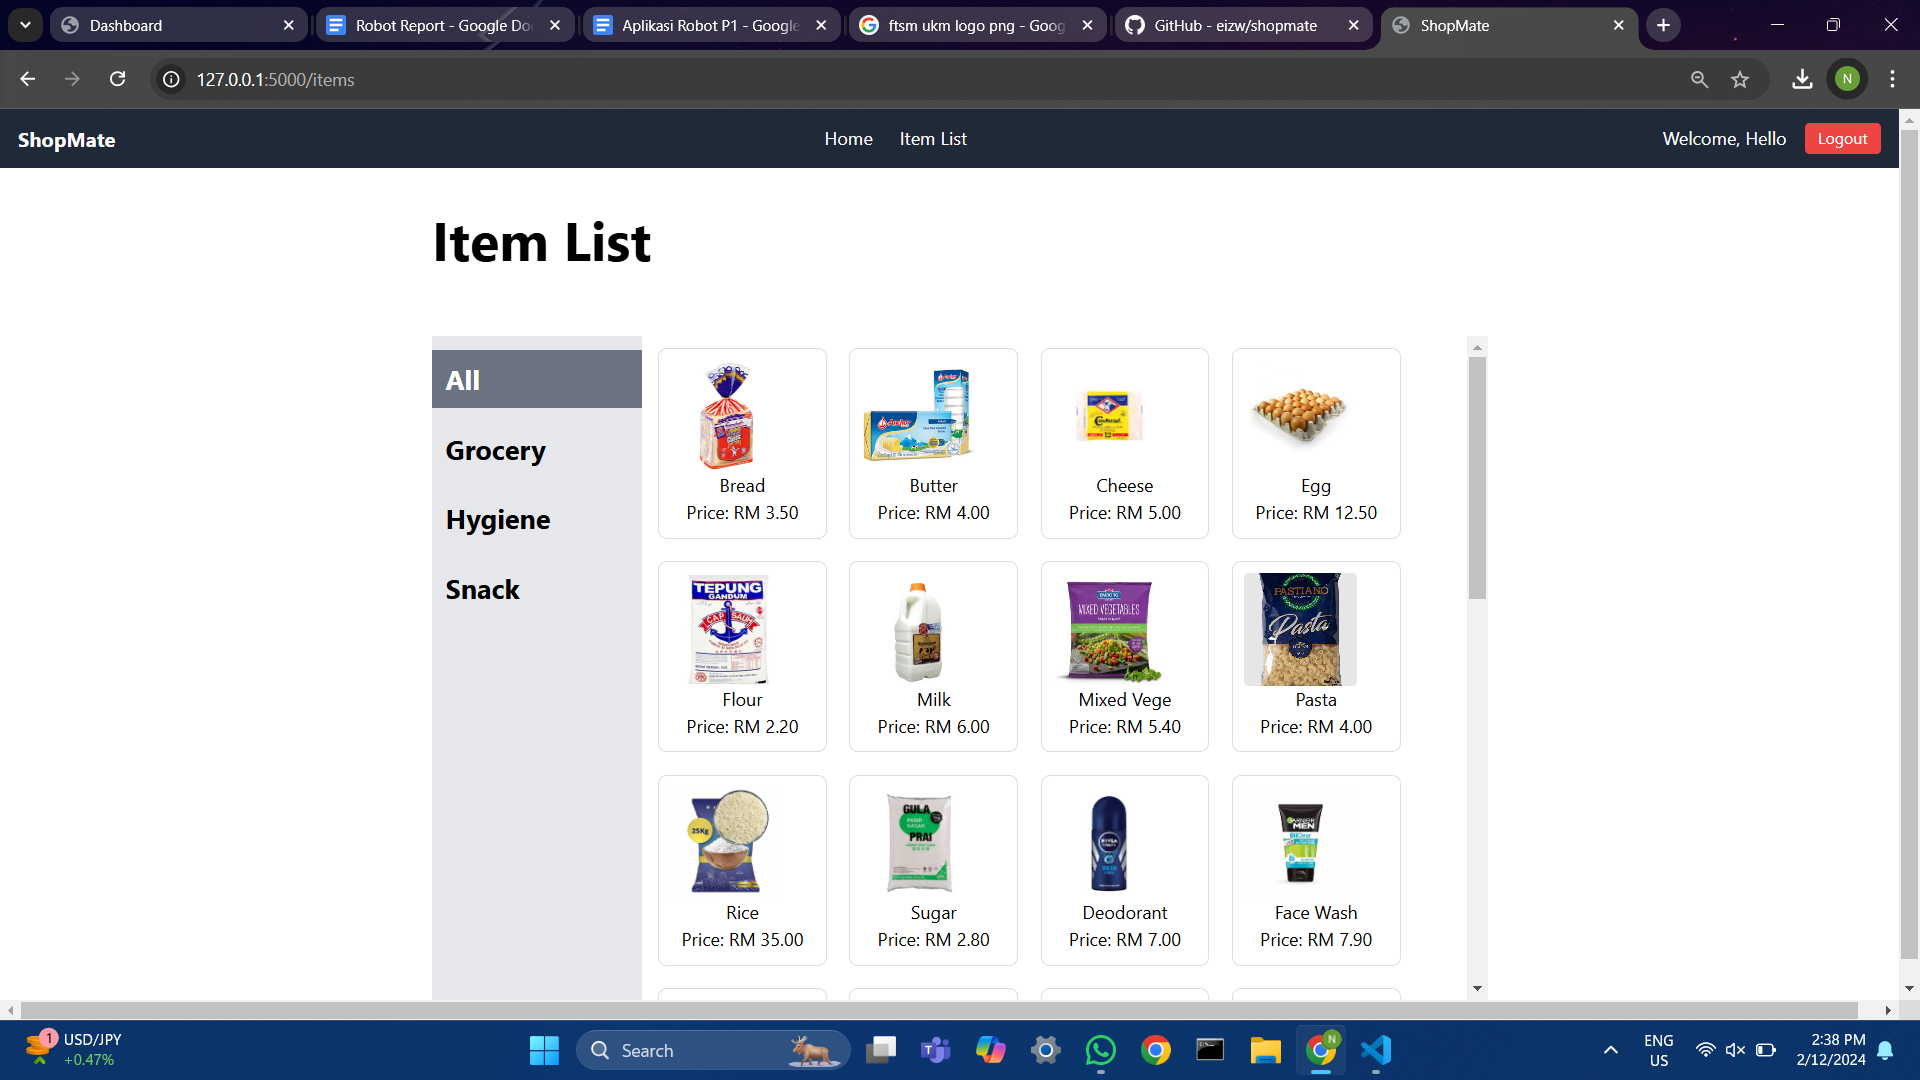 Dashboard
Robot Report - Google Do
Aplikasi Robot P1 - Google
ftsm ukm logo png - Goog
GitHub - eizw/shopmate
ShopMate
127.0.0.1:5000/items
N
ShopMate
Home
Item List
Welcome, Hello
Logout
Item List
All
Grocery
Hygiene
Snack
Bread
Price: RM 3.50
Butter
Price: RM 4.00
Cheese
Price: RM 5.00
Egg
Price: RM 12.50
TEPUNG
GANDUM
CAP SAUH
Flour
Price: RM 2.20
Milk
Price: RM 6.00
MIXED VEGETABLES
Mixed Vege
Price: RM 5.40
PASTIANO
Pasta
Pasta
Price: RM 4.00
25Kg
Rice
Price: RM 35.00
GULA
PASIR
KASAR
PRAI
Sugar
Price: RM 2.80
NIVEA
Deodorant
Price: RM 7.00
GARNIER
MEN
Face Wash
Price: RM 7.90
1
USD/JPY
+0.47%
Search
N
ENG
US
2:38 PM
2/12/2024